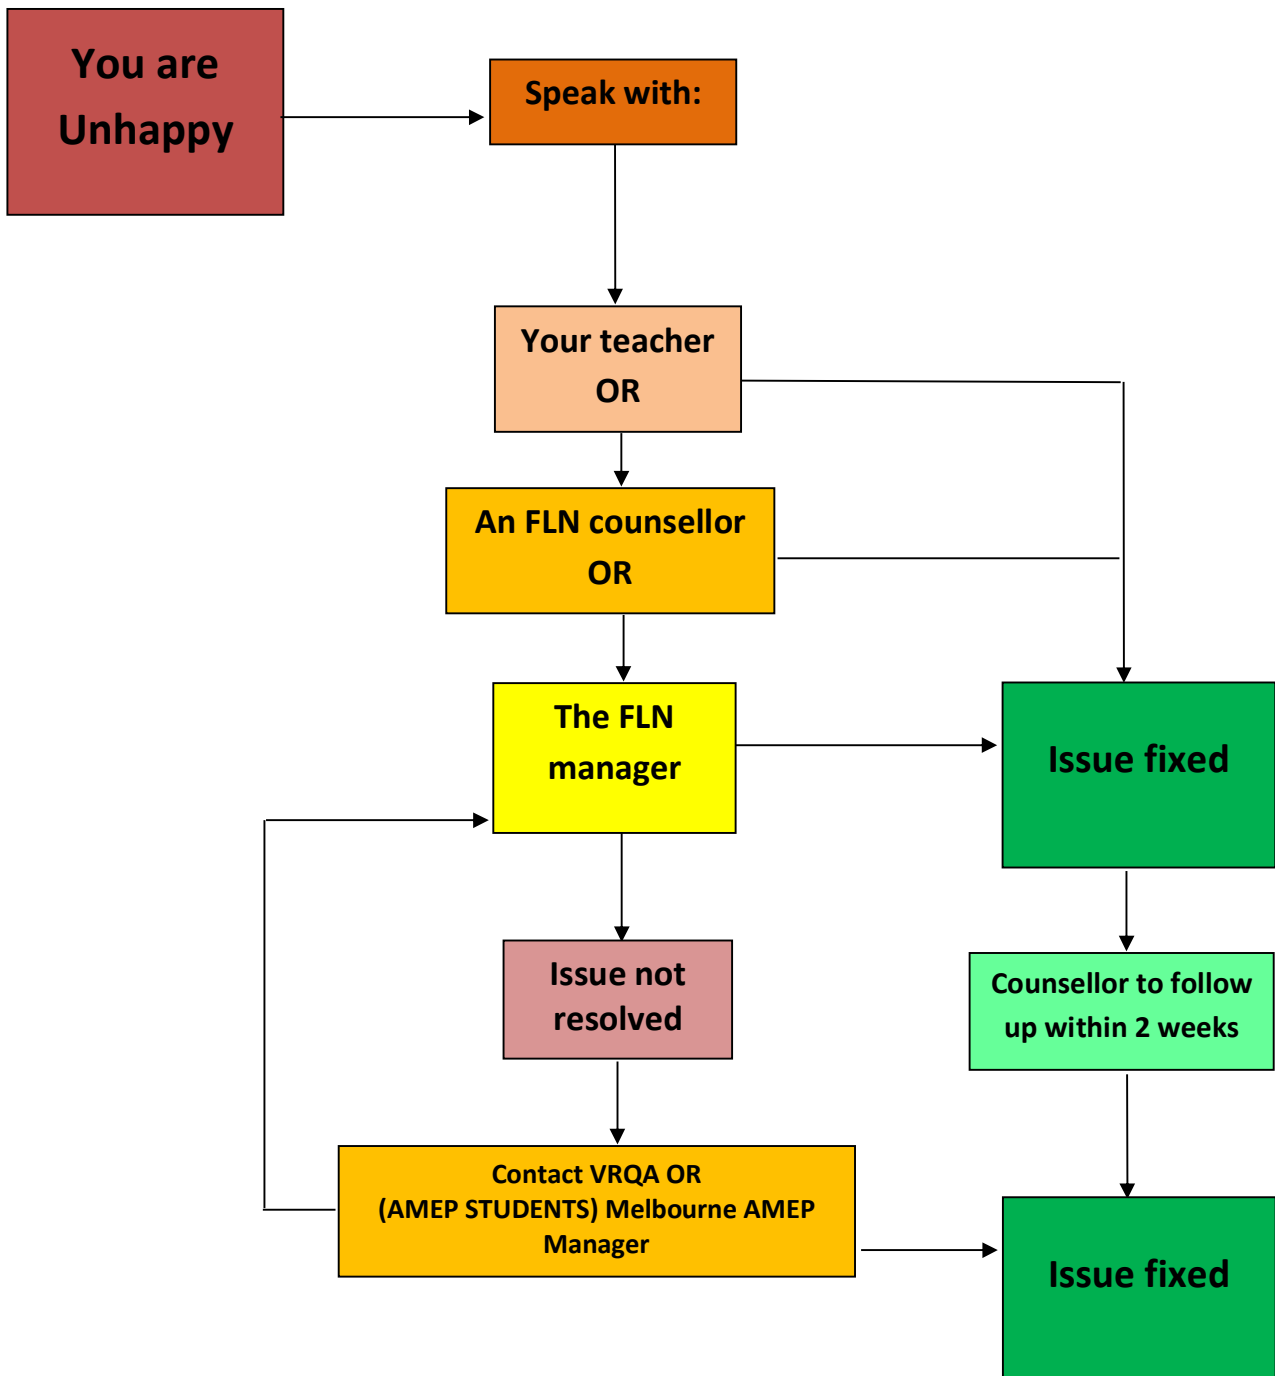 You are
Unhappy
Speak with:
Your teacher
OR
An FLN counsellor
OR
The FLN
manager
Issue fixed
Issue not
resolved
Counsellor to follow
up within 2 weeks
Contact VRQA OR
(AMEP STUDENTS) Melbourne AMEP
Manager
Issue fixed